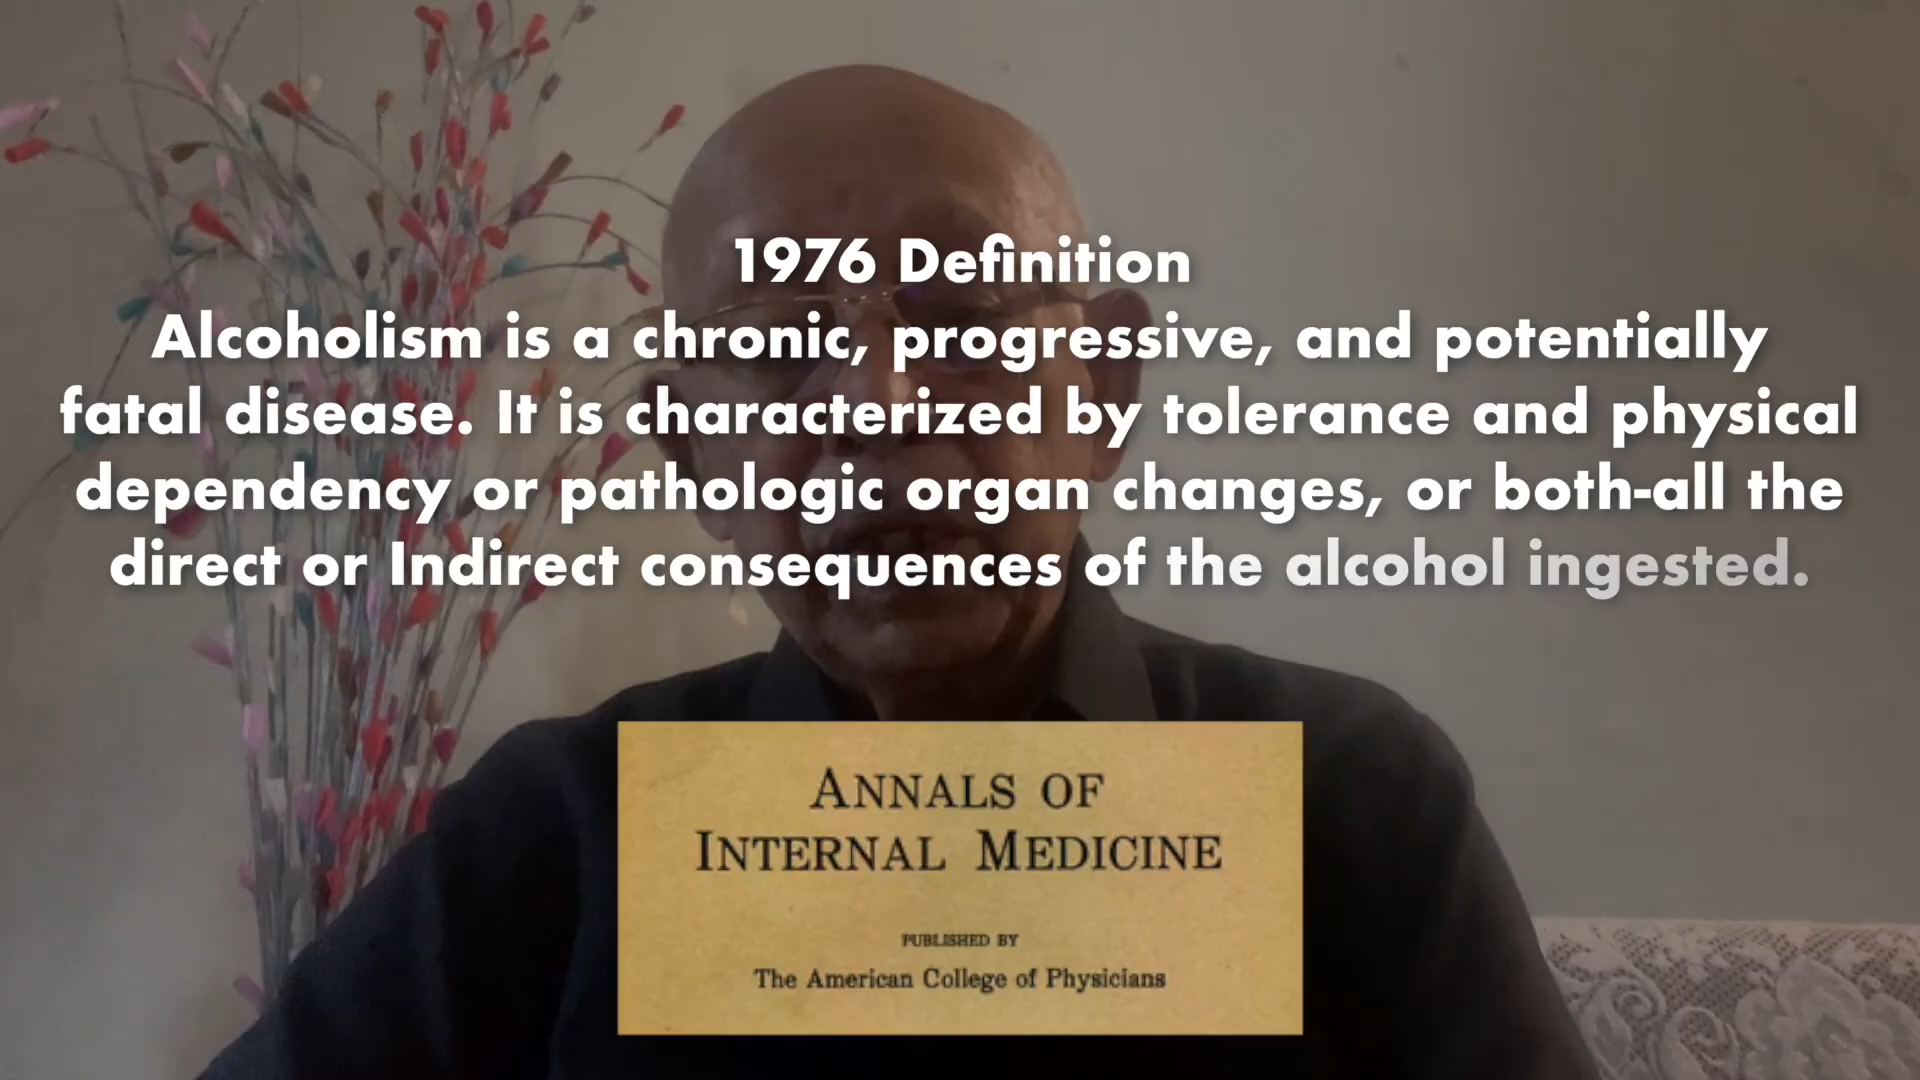 1976 Definition
Alcoholism is a chronic, progressive, and potentially
fatal disease. It is characterized by tolerance and physical
dependency or pathologic organ changes, or both-all the
direct or Indirect consequences of the alcohol ingested.
ANNALS OF
INTERNAL MEDICINE
PUBLISHED BY
The American College of Physicians